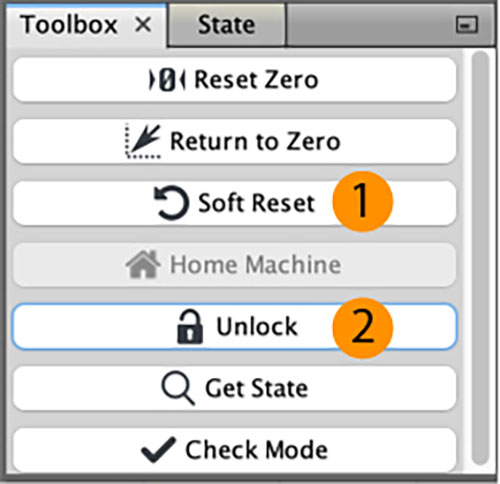 Toolbox × State
Reset Zero
Return to Zero
Soft Reset 1
Home Machine
Unlock 2
Get State
Check Mode